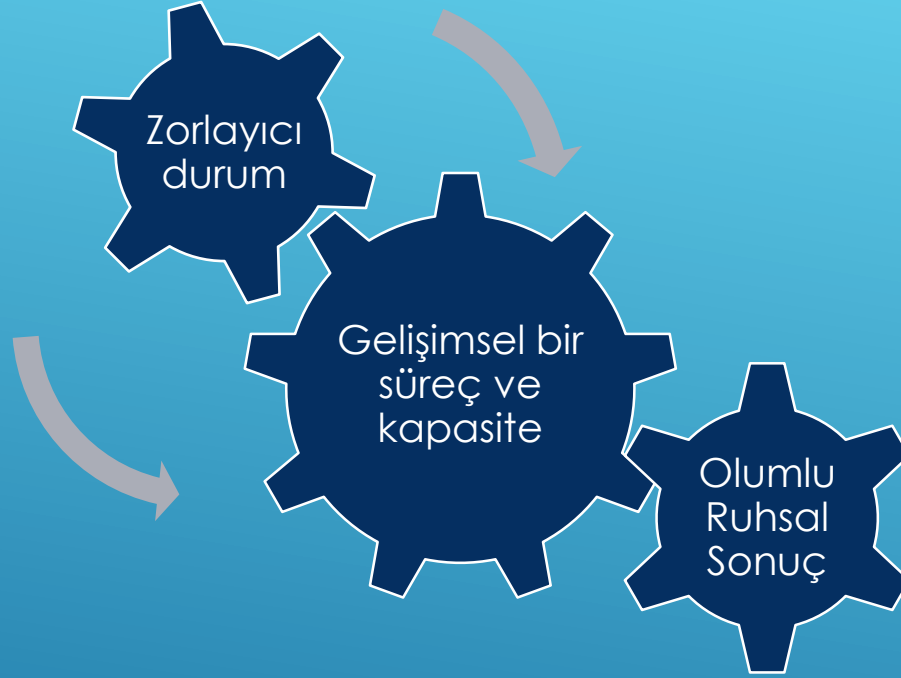 Zorlayıcı
durum
Gelişimsel bir
süreç ve
kapasite
Olumlu
Ruhsal
Sonuç